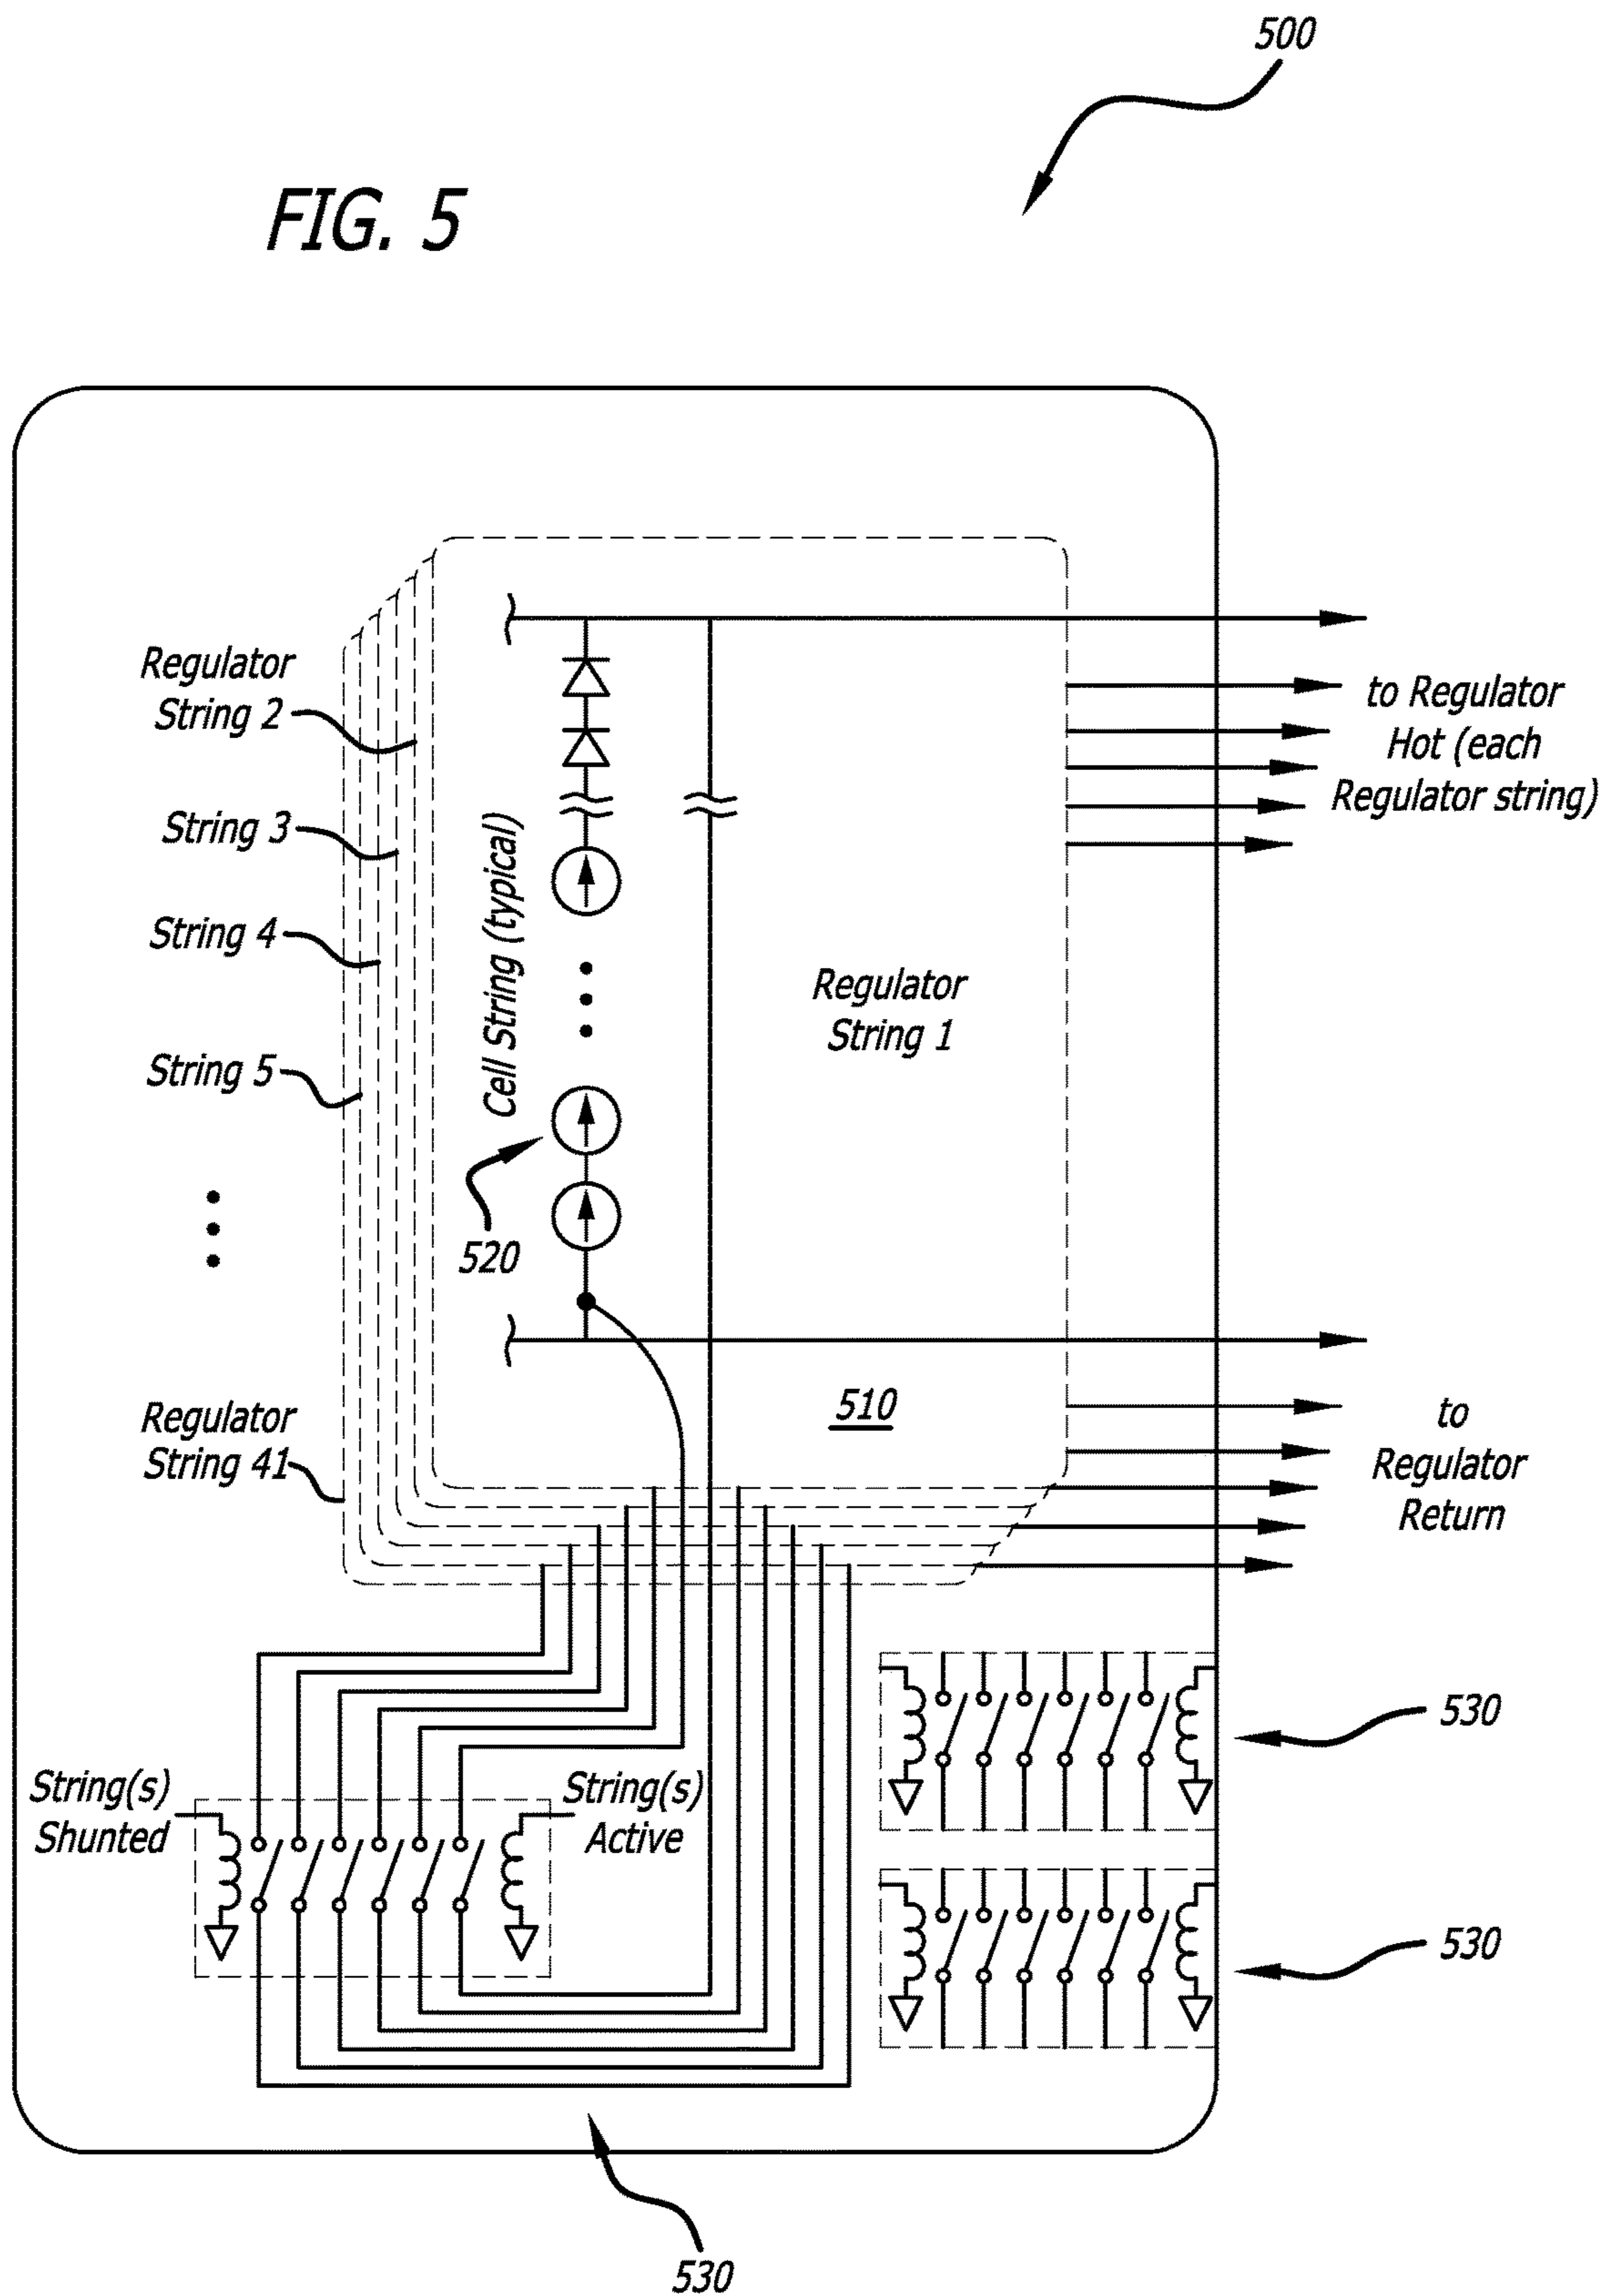 500
FIG. 5
Regulator
String 2
String 3
String 4
String 5
Regulator
String 41
Cell String (typical)
520
Regulator
String 1
510
to Regulator
Hot (each
Regulator string)
to
Regulator
Return
String(s)
Shunted
String(s)
Active
530
530
530